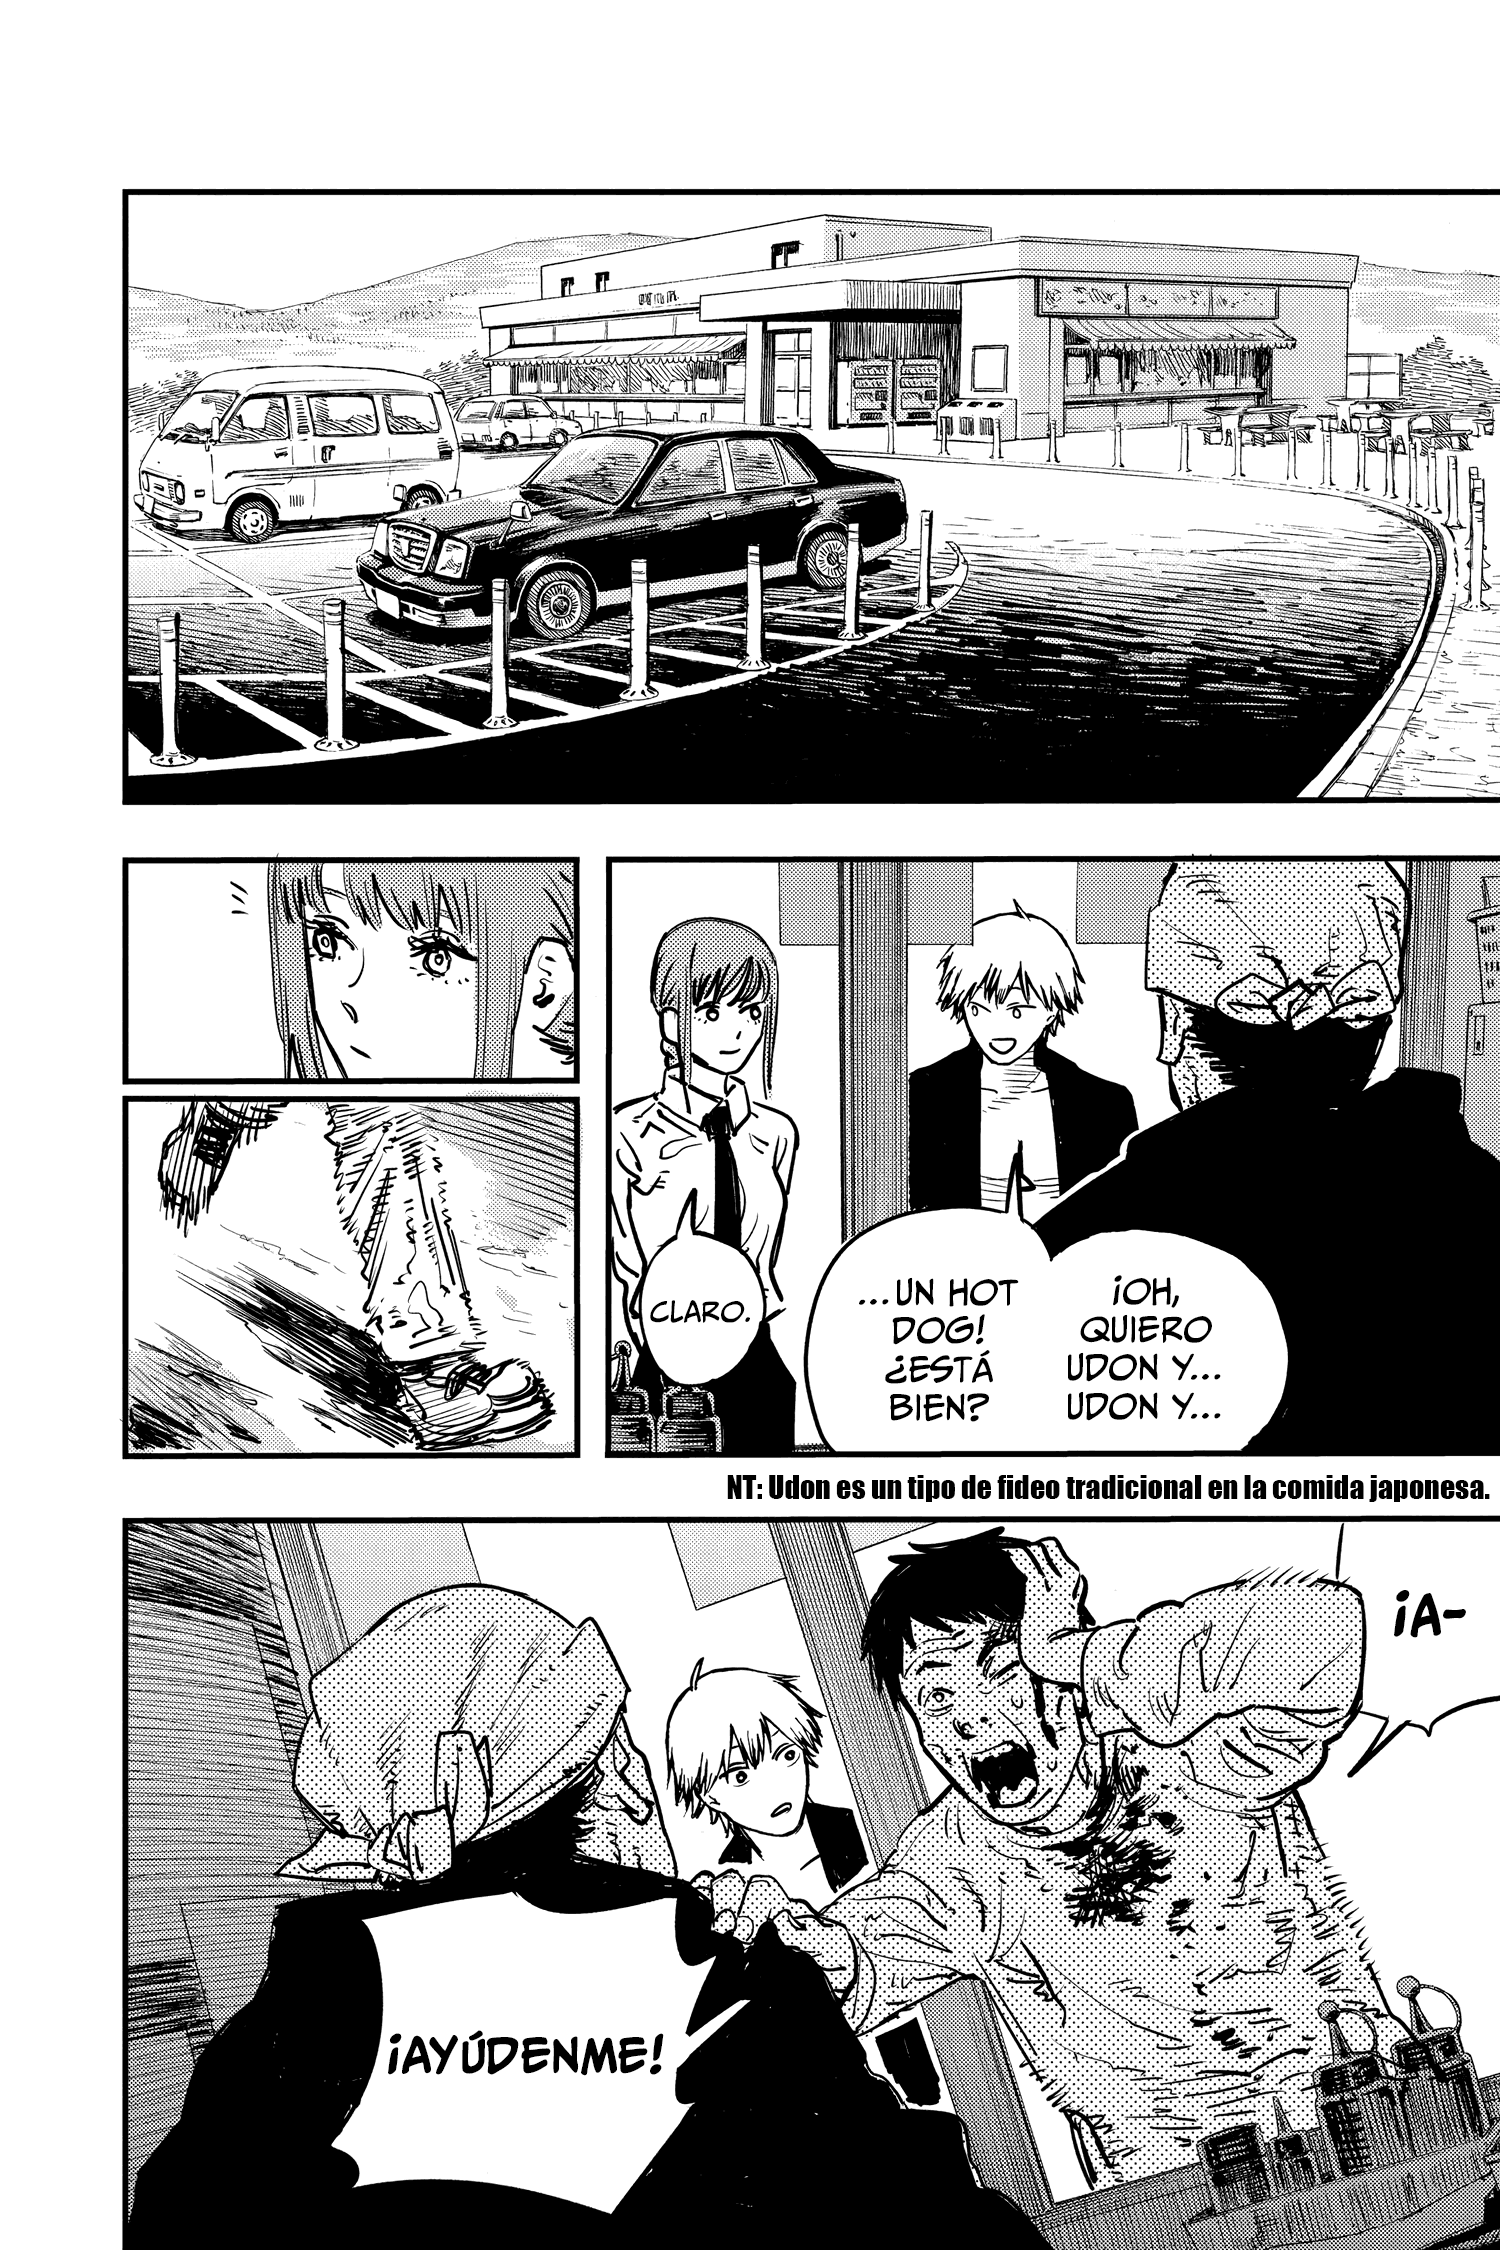 ¡OH,
QUIERO
UDON Y...
UDON Y...
...UN HOT
DOG!
¿ESTÁ
BIEN?
CLARO.
NT: Udon es un tipo de fideo tradicional en la comida japonesa.
¡A-
¡AYÚDENME!